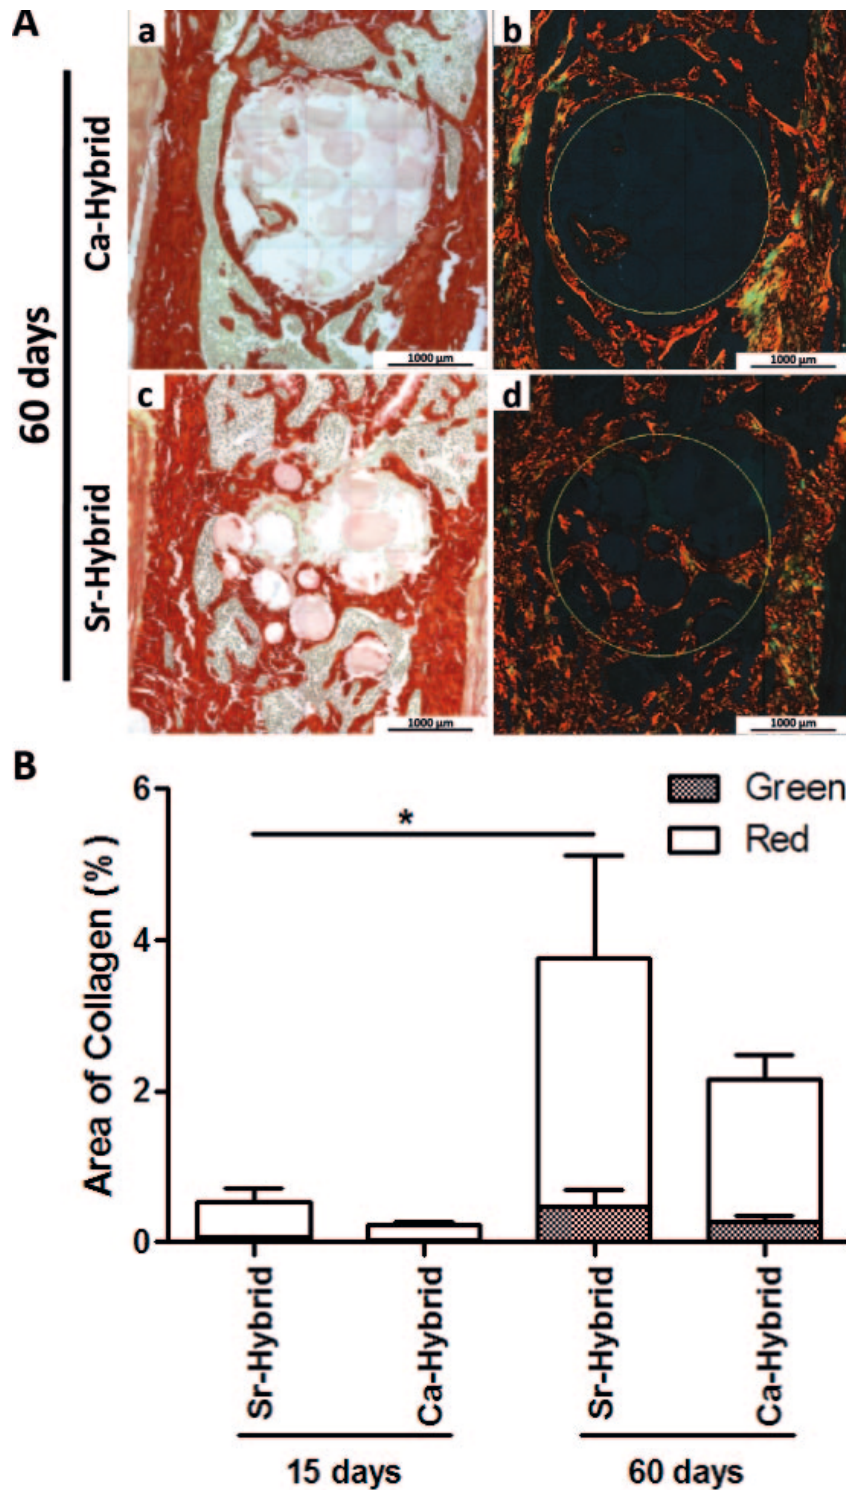 A
60 days
Ca-Hybrid
Sr-Hybrid
a
1000 µm
b
1000 µm
c
1000 µm
d
1000 µm
B
Area of Collagen (%)
6
4
2
0
*
Green
Red
Sr-Hybrid
Ca-Hybrid
Sr-Hybrid
Ca-Hybrid
15 days
60 days